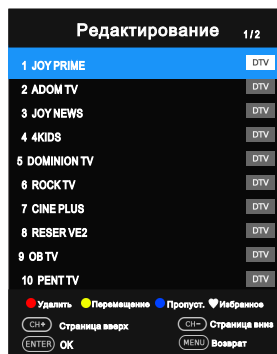 Редактирование 1/2
1 JOY PRIME DTV
2 ADOM TV DTV
3 JOY NEWS DTV
4 4KIDS DTV
5 DOMINION TV DTV
6 ROCK TV DTV
7 CINE PLUS DTV
8 RESER VE2 DTV
9 OB TV DTV
10 PENT TV DTV
Удалить Перемещение Пропуст. Избранное
CH+ Страница вверх CH- Страница вниз
ENTER OK MENU Возврат